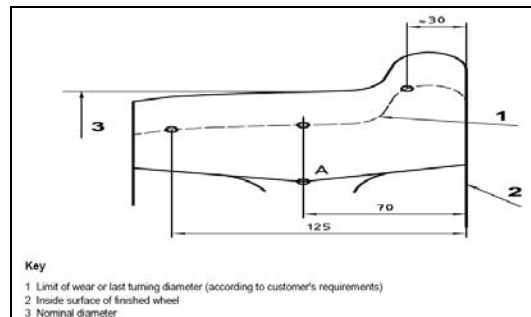 ≈30
3
1
A
2
70
125
Key
1 Limit of wear or last turning diameter (according to customer's requirements)
2 Inside surface of finished wheel
3 Nominal diameter